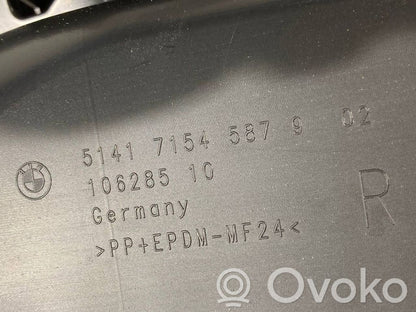 5141 7154 587 9 02
106285 10
Germany
>PP+EPDM-MF24<
R
Ovoko